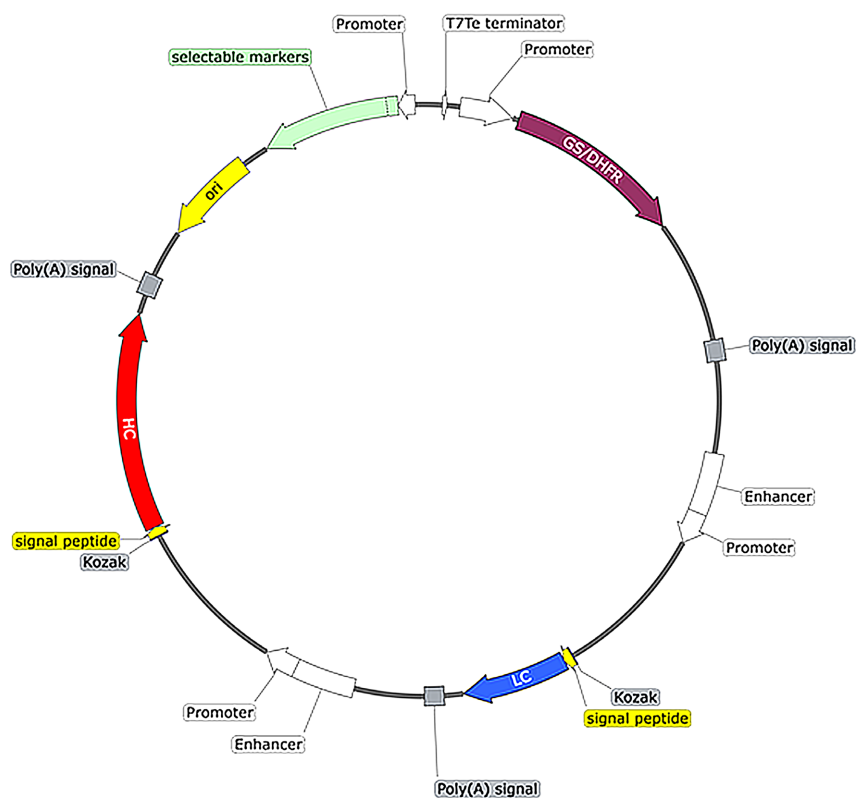 Promoter
T7Te terminator
Promoter
selectable markers
GS/DHFR
ori
Poly(A) signal
Poly(A) signal
HC
Enhancer
Promoter
signal peptide
Kozak
LC
Kozak
signal peptide
Promoter
Enhancer
Poly(A) signal